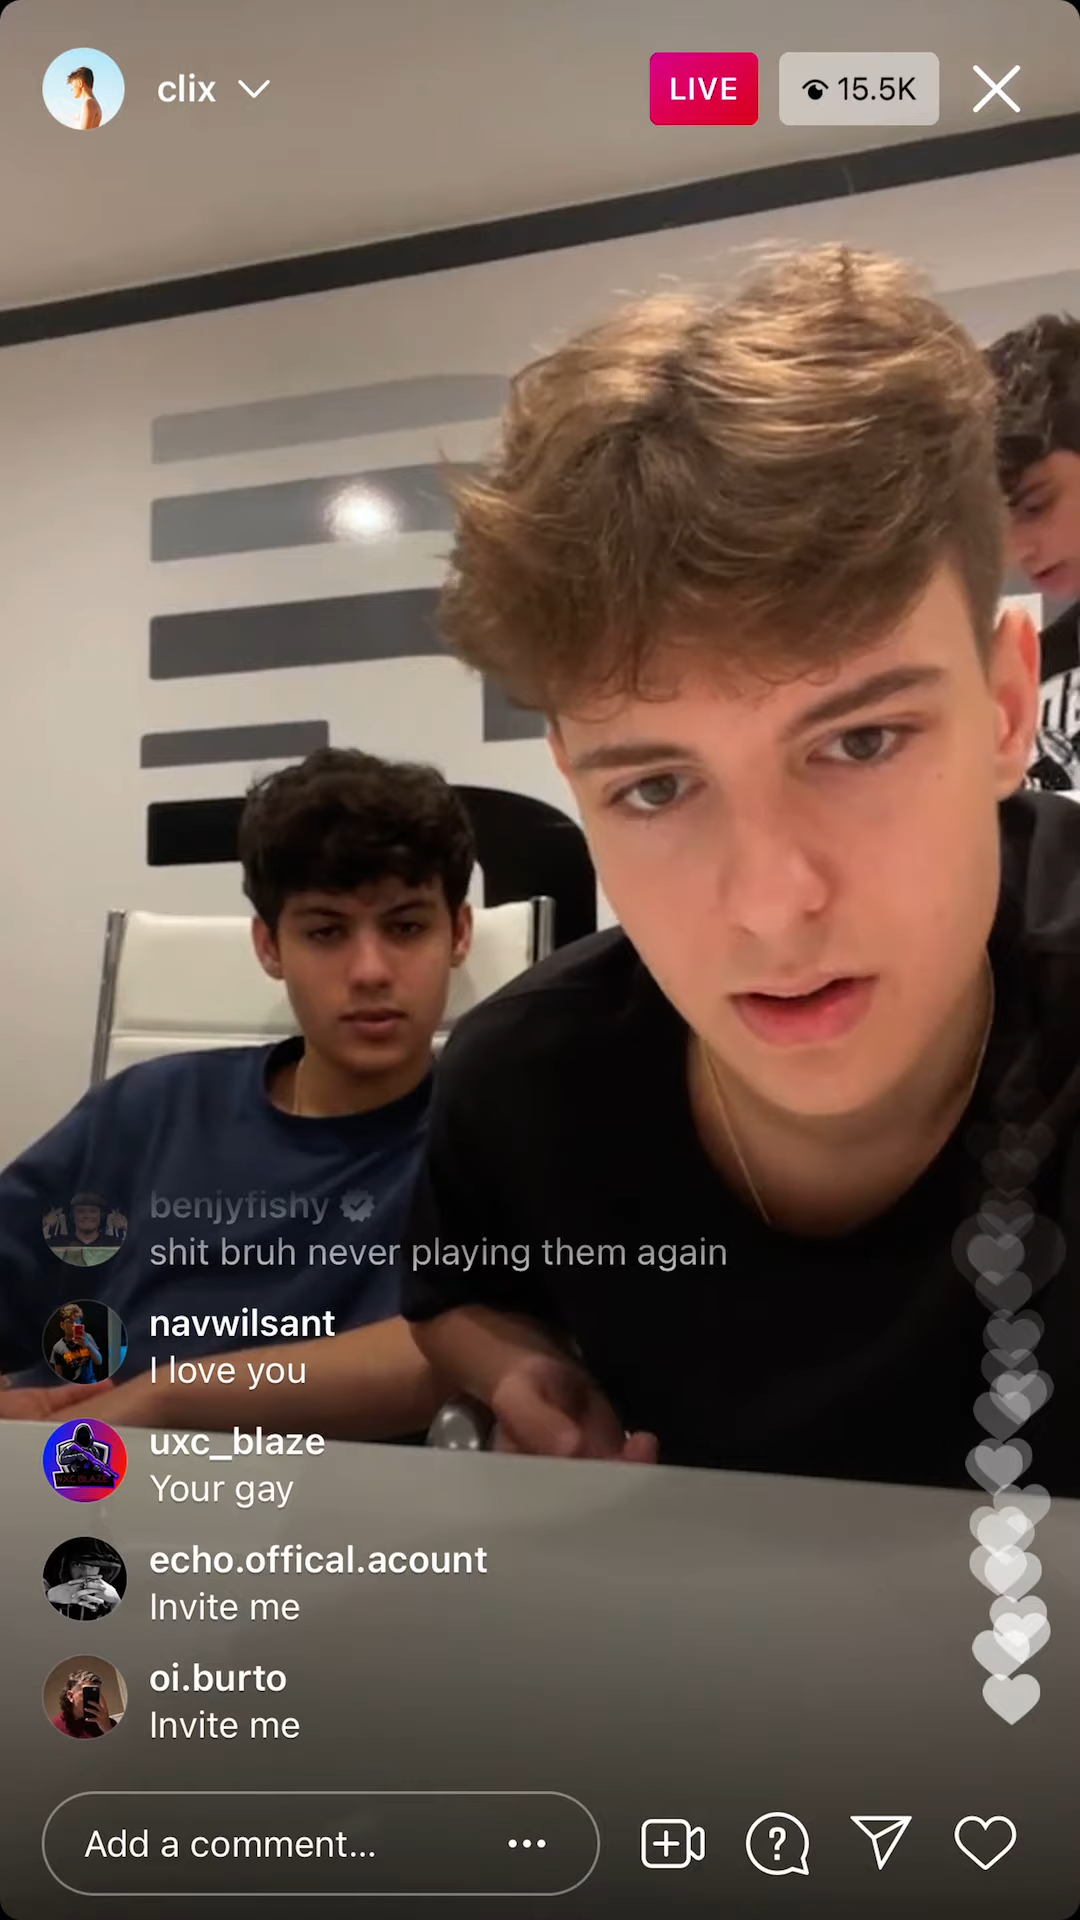 clix
LIVE
15.5K
benjyfishy
shit bruh never playing them again
navwilsant
I love you
uxc_blaze
Your gay
echo.offical.acount
Invite me
oi.burto
Invite me
Add a comment...